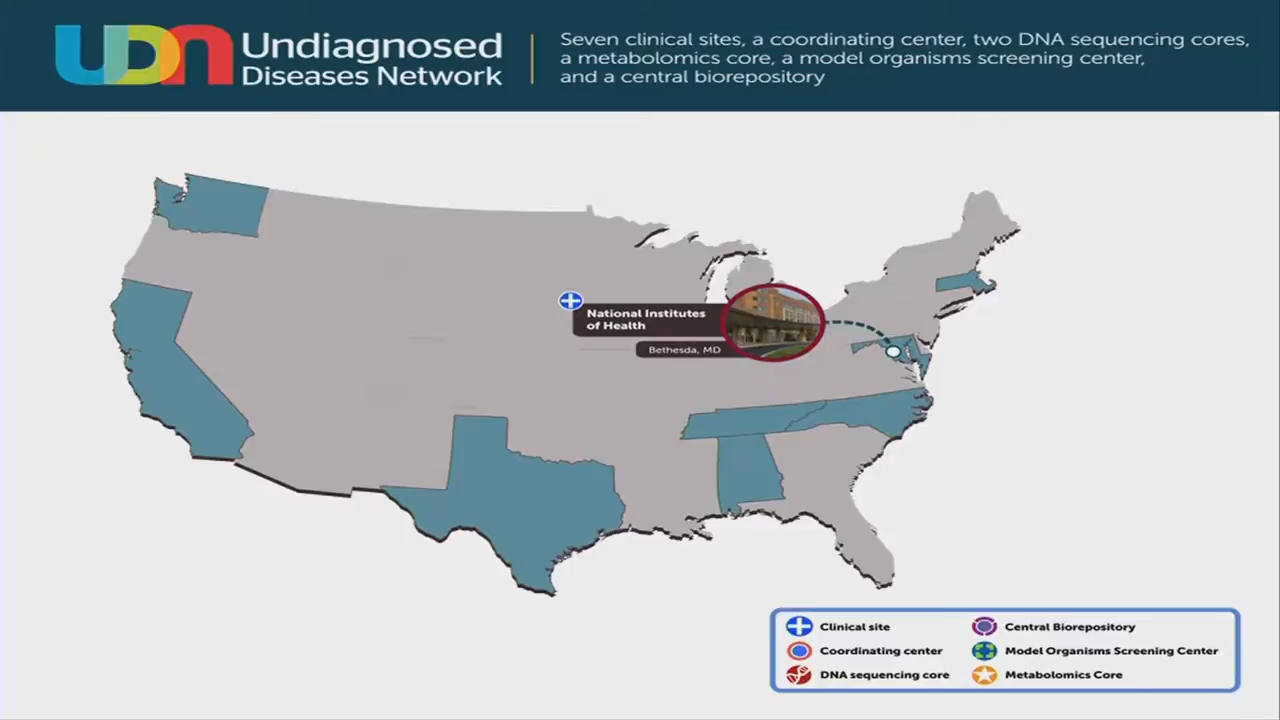 UDN Undiagnosed
Diseases Network
Seven clinical sites, a coordinating center, two DNA sequencing cores,
a metabolomics core, a model organisms screening center,
and a central biorepository
National Institutes
of Health
Bethesda, MD
Clinical site
Coordinating center
DNA sequencing core
Central Biorepository
Model Organisms Screening Center
Metabolomics Core